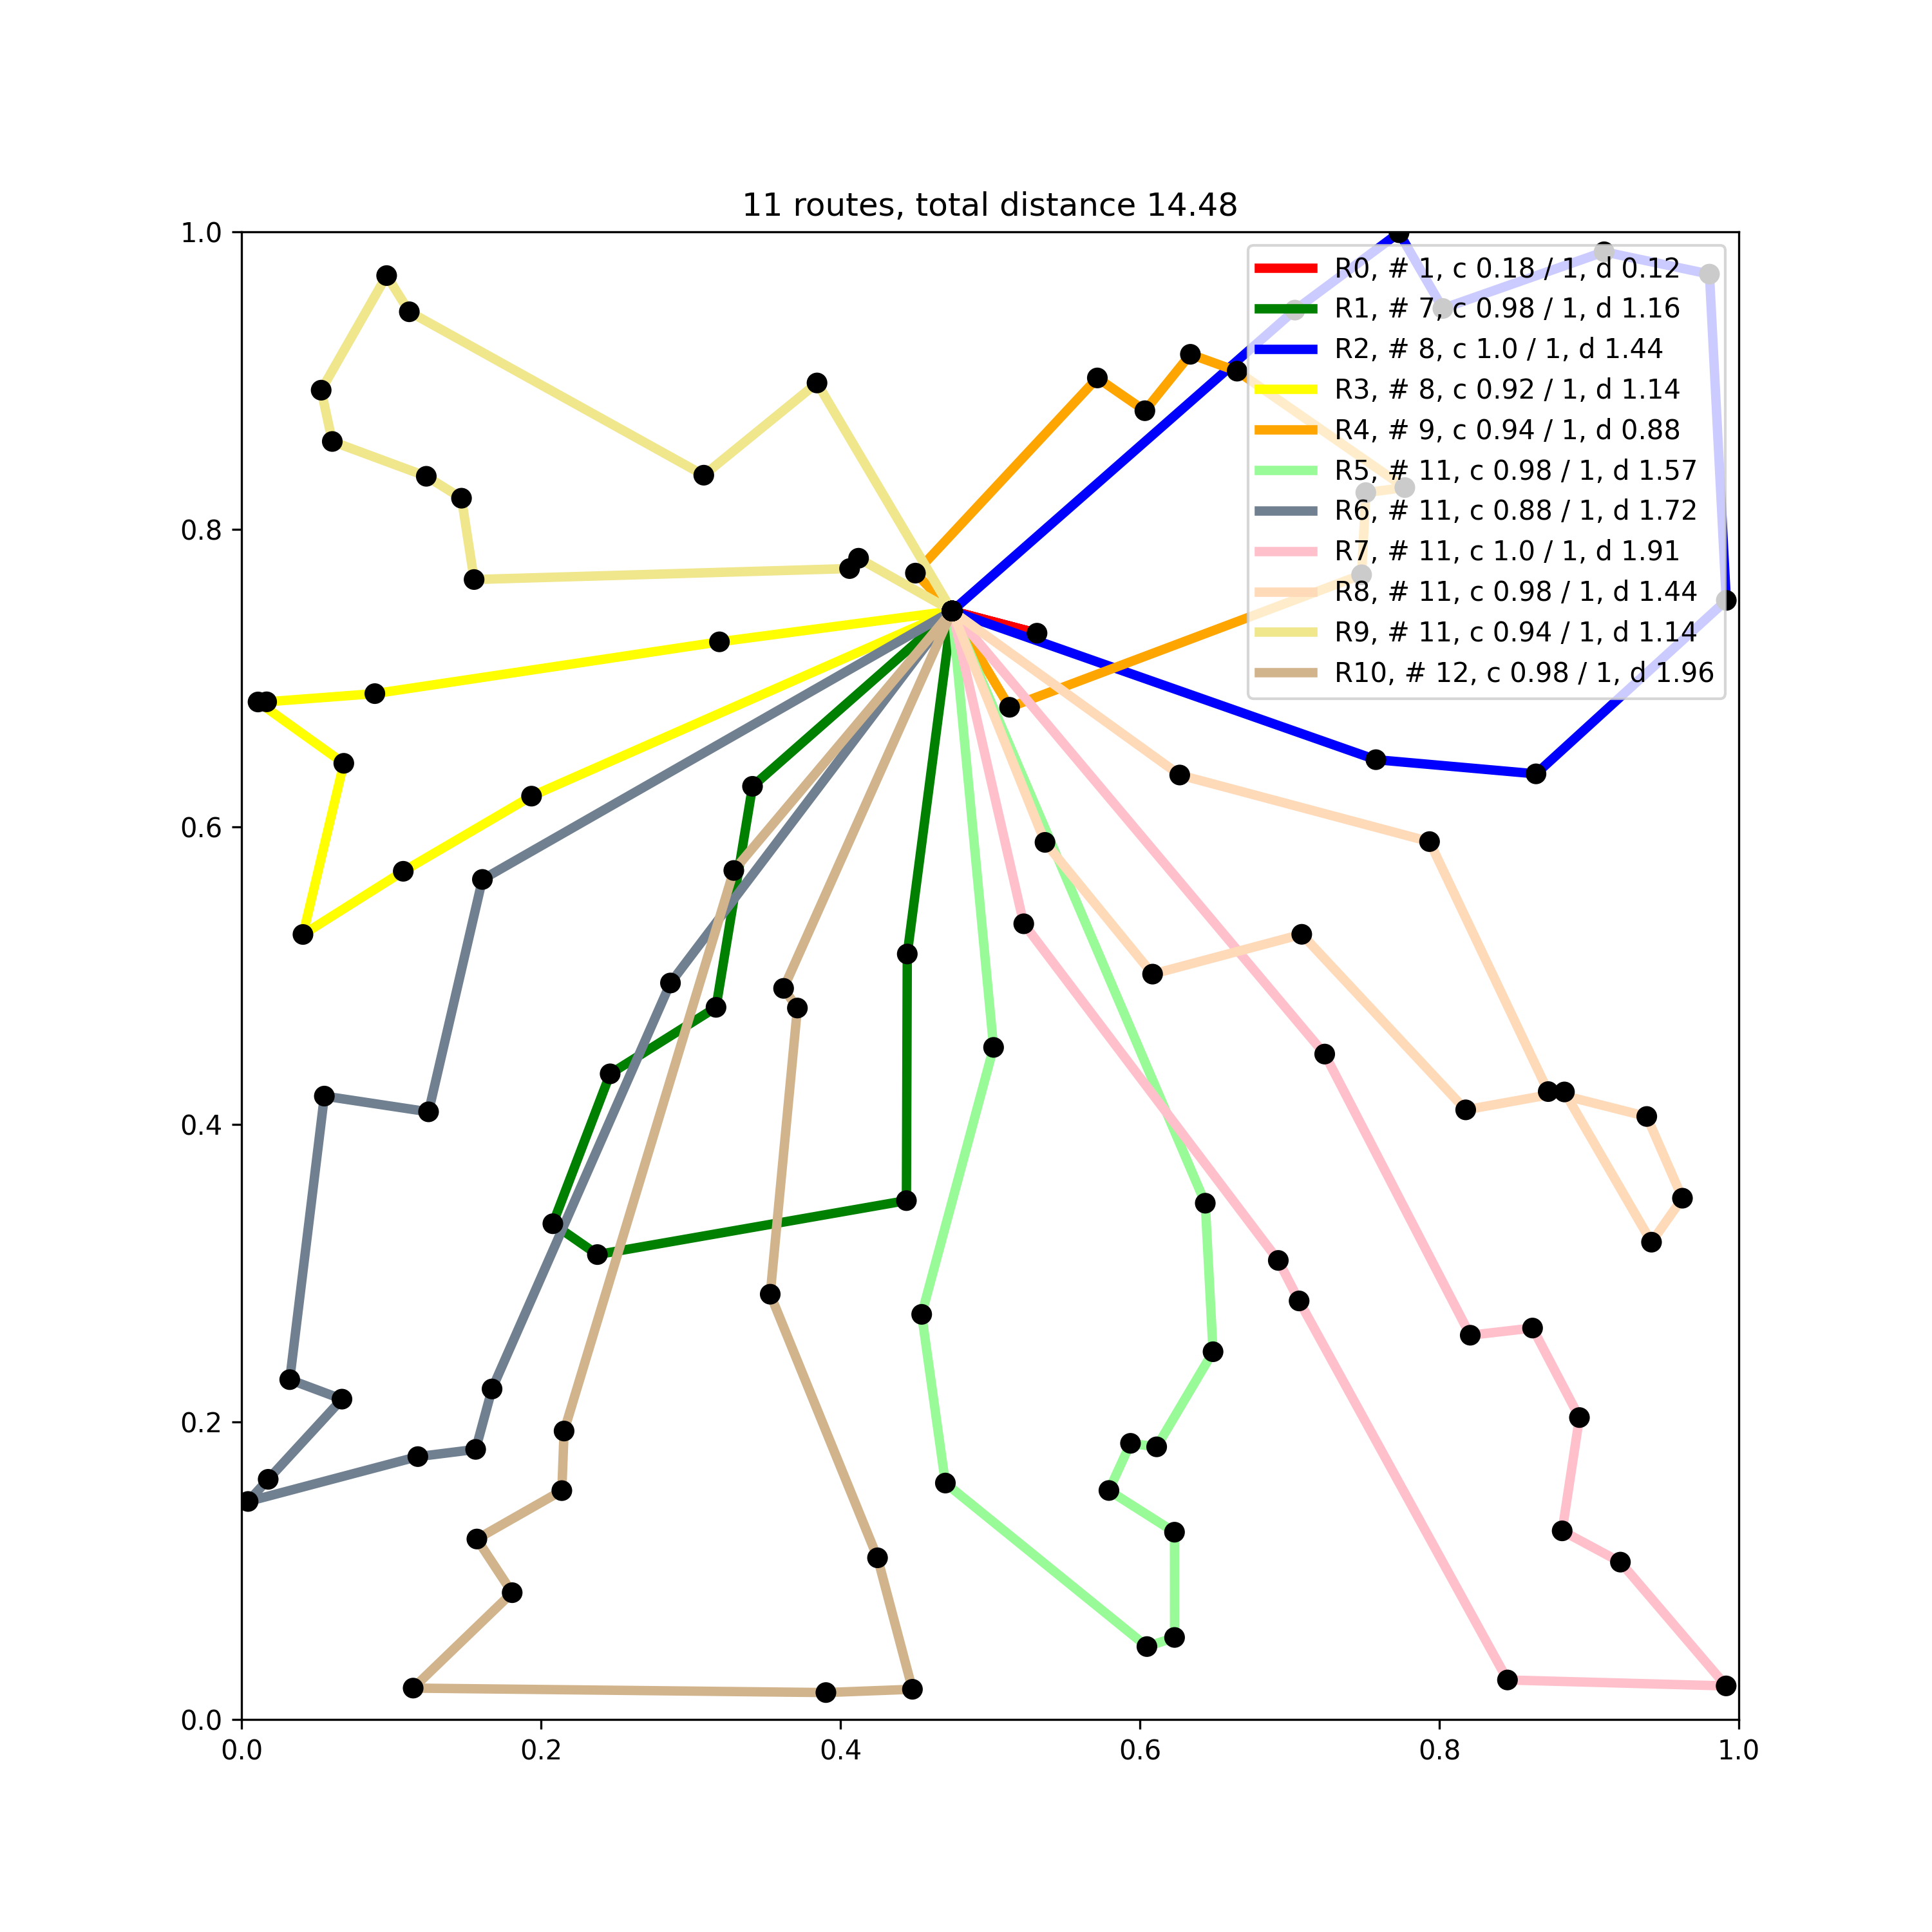 11 routes, total distance 14.48
1.0
0.8
0.6
0.4
0.2
0.0
R0, # 1, c 0.18 / 1, d 0.12
R1, # 7, c 0.98 / 1, d 1.16
R2, # 8, c 1.0 / 1, d 1.44
R3, # 8, c 0.92 / 1, d 1.14
R4, # 9, c 0.94 / 1, d 0.88
R5, # 11, c 0.98 / 1, d 1.57
R6, # 11, c 0.88 / 1, d 1.72
R7, # 11, c 1.0 / 1, d 1.91
R8, # 11, c 0.98 / 1, d 1.44
R9, # 11, c 0.94 / 1, d 1.14
R10, # 12, c 0.98 / 1, d 1.96
0.0 0.2 0.4 0.6 0.8 1.0